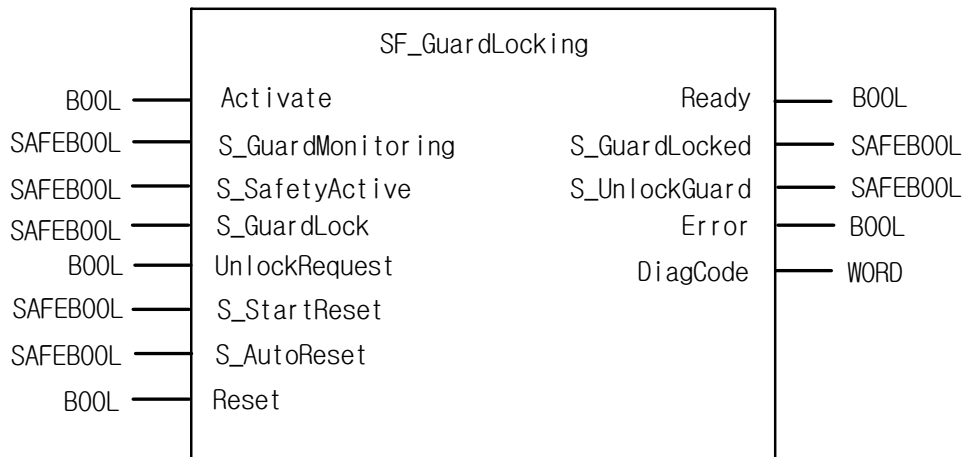 SF_GuardLocking
BOOL Activate Ready BOOL
SAFEBOOL S_GuardMonitoring S_GuardLocked SAFEBOOL
SAFEBOOL S_SafetyActive S_UnlockGuard SAFEBOOL
SAFEBOOL S_GuardLock Error BOOL
BOOL UnlockRequest DiagCode WORD
SAFEBOOL S_StartReset
SAFEBOOL S_AutoReset
BOOL Reset